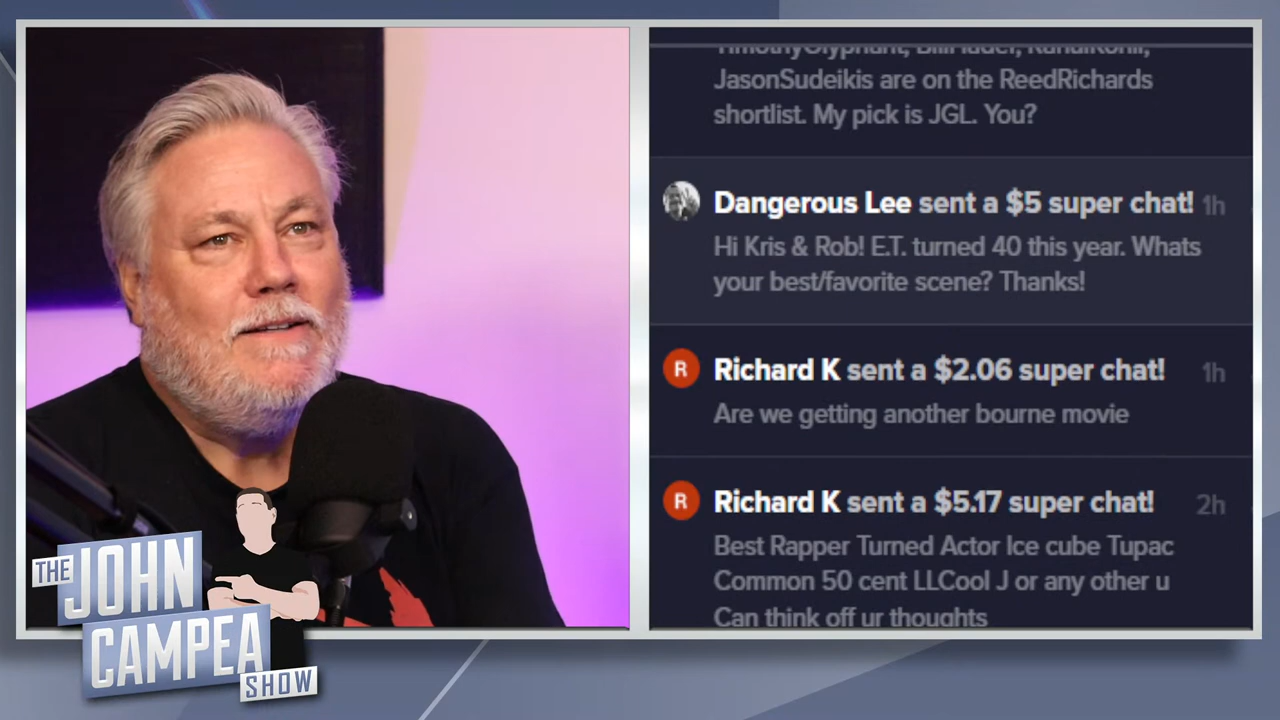 JasonSudeikis are on the ReedRichards
shortlist. My pick is JGL. You?
Dangerous Lee sent a $5 super chat! 1h
Hi Kris & Rob! E.T. turned 40 this year. Whats
your best/favorite scene? Thanks!
R Richard K sent a $2.06 super chat! 1h
Are we getting another bourne movie
R Richard K sent a $5.17 super chat! 2h
Best Rapper Turned Actor Ice cube Tupac
Common 50 cent LLCool J or any other u
Can think off ur thoughts
THE JOHN
CAMPEA
SHOW